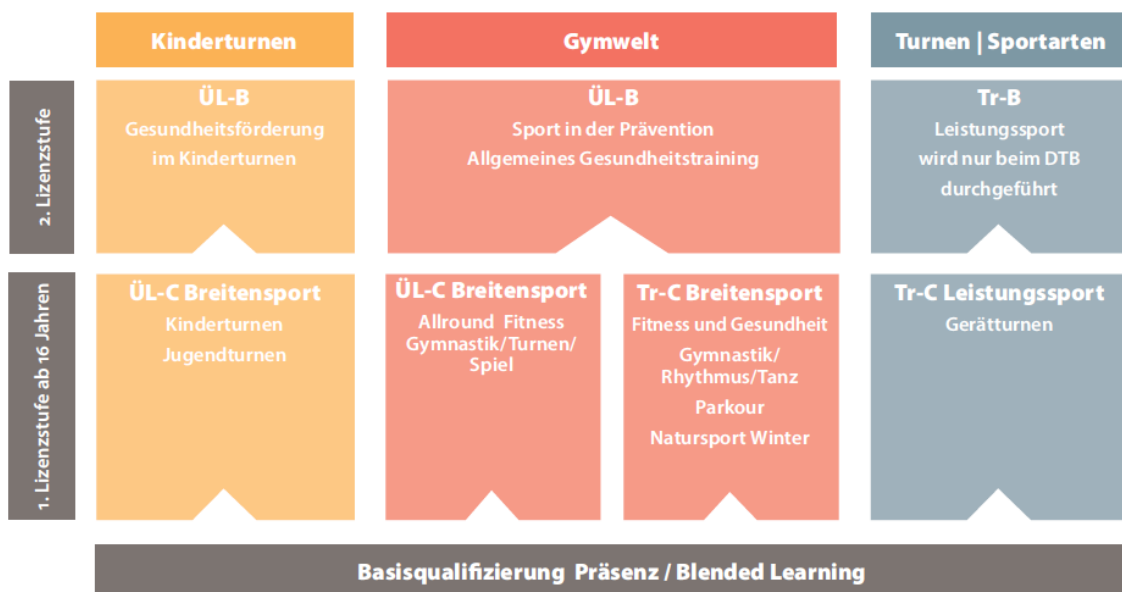 Kinderturnen
Gymwelt
Turnen | Sportarten
2. Lizenzstufe
ÜL-B
Gesundheitsförderung
im Kinderturnen
ÜL-B
Sport in der Prävention
Allgemeines Gesundheitstraining
Tr-B
Leistungssport
wird nur beim DTB
durchgeführt
1. Lizenzstufe ab 16 Jahren
ÜL-C Breitensport
Kinderturnen
Jugendturnen
ÜL-C Breitensport
Allround Fitness
Gymnastik/Turnen/
Spiel
Tr-C Breitensport
Fitness und Gesundheit
Gymnastik/
Rhythmus/Tanz
Parkour
Natursport Winter
Tr-C Leistungssport
Gerätturnen
Basisqualifizierung Präsenz / Blended Learning